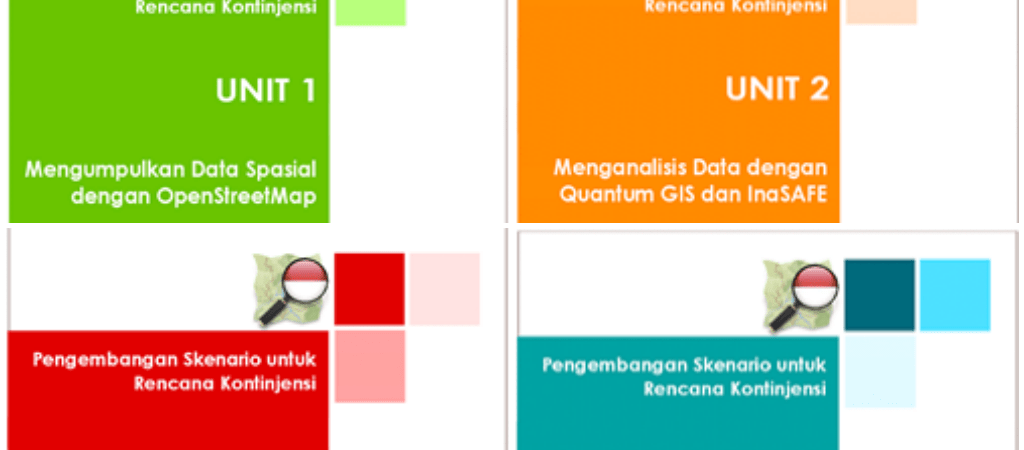 Rencana Kontinjensi
UNIT 1
Mengumpulkan Data Spasial
dengan OpenStreetMap
Rencana Kontinjensi
UNIT 2
Menganalisis Data dengan
Quantum GIS dan InaSAFE
Pengembangan Skenario untuk
Rencana Kontinjensi
Pengembangan Skenario untuk
Rencana Kontinjensi